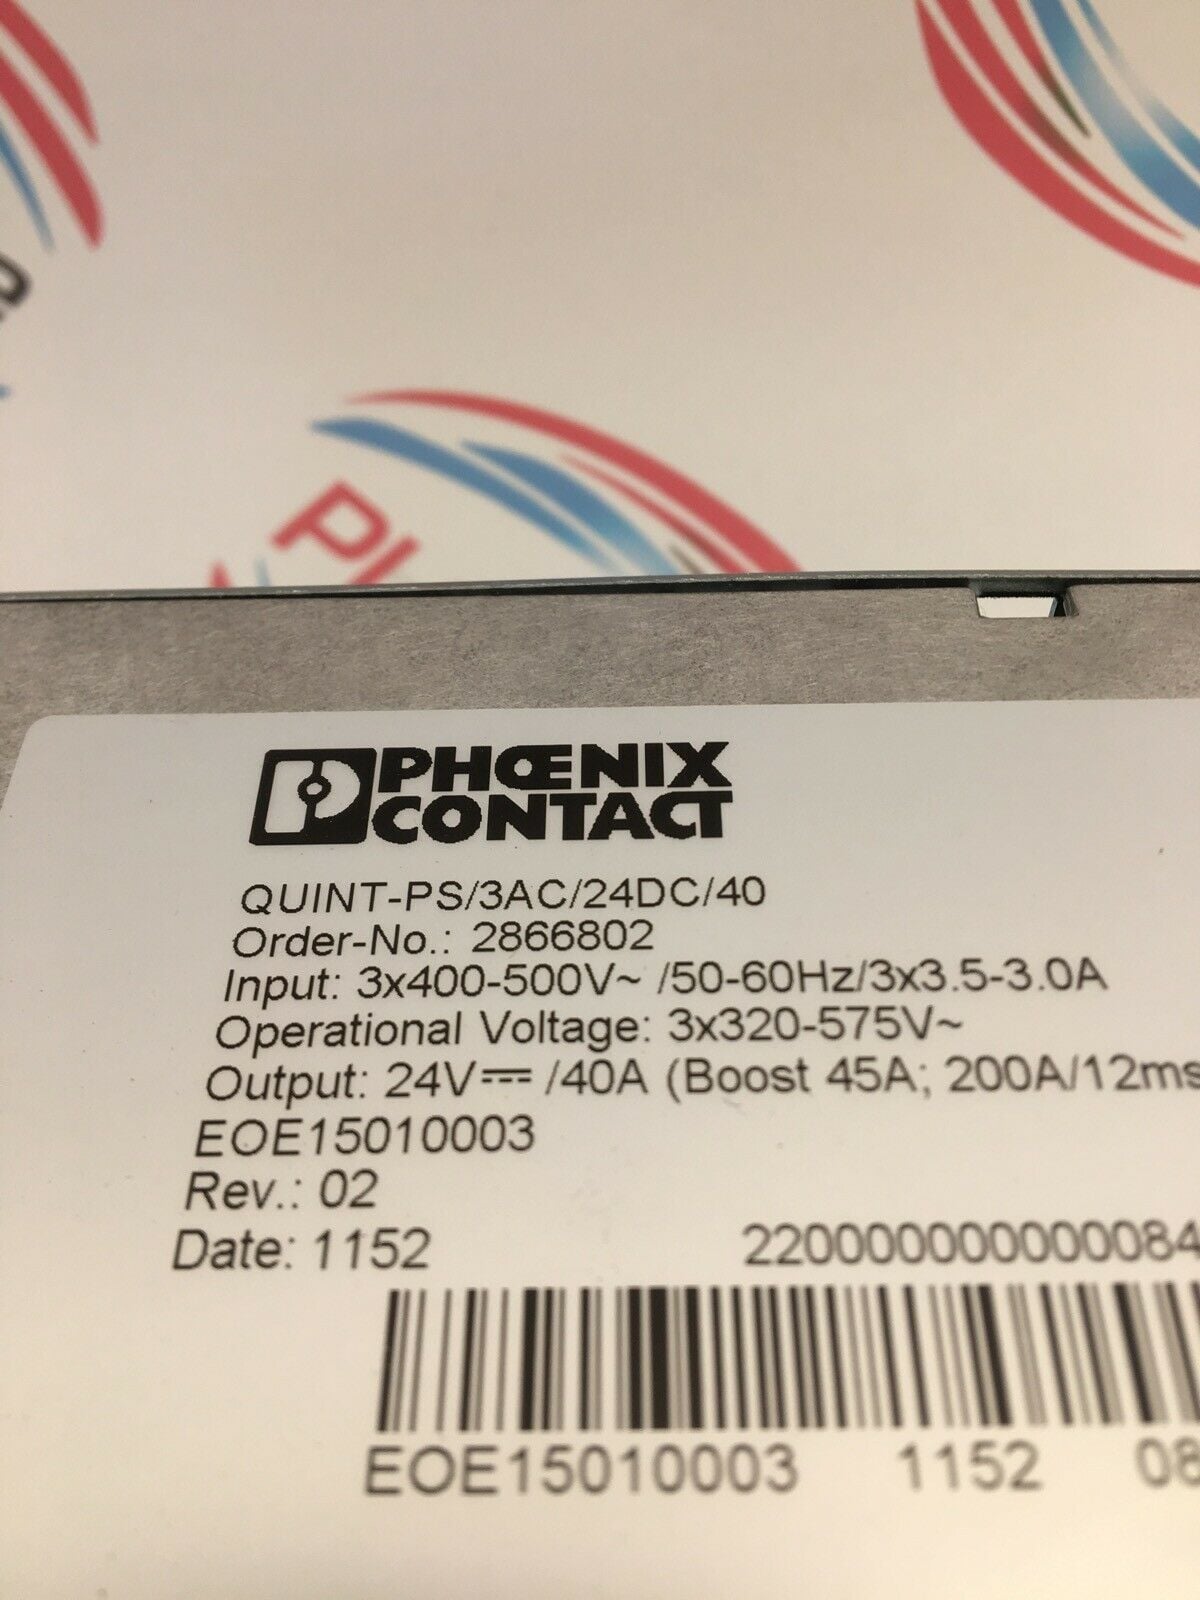 PHŒNIX
CONTACT
QUINT-PS/3AC/24DC/40
Order-No.: 2866802
Input: 3x400-500V~ /50-60Hz/3x3.5-3.0A
Operational Voltage: 3x320-575V~
Output: 24V⎓ /40A (Boost 45A; 200A/12ms
EOE15010003
Rev.: 02
Date: 1152
EOE15010003 1152 08